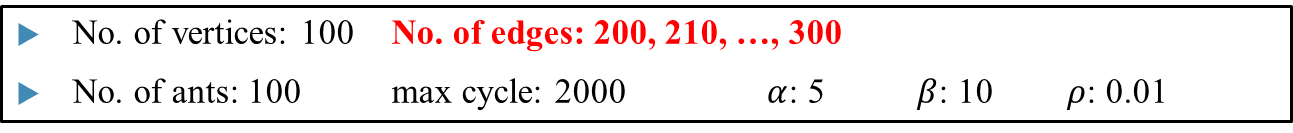 No. of vertices: 100 No. of edges: 200, 210, …, 300
No. of ants: 100 max cycle: 2000 𝛼: 5 𝛽: 10 𝜌: 0.01